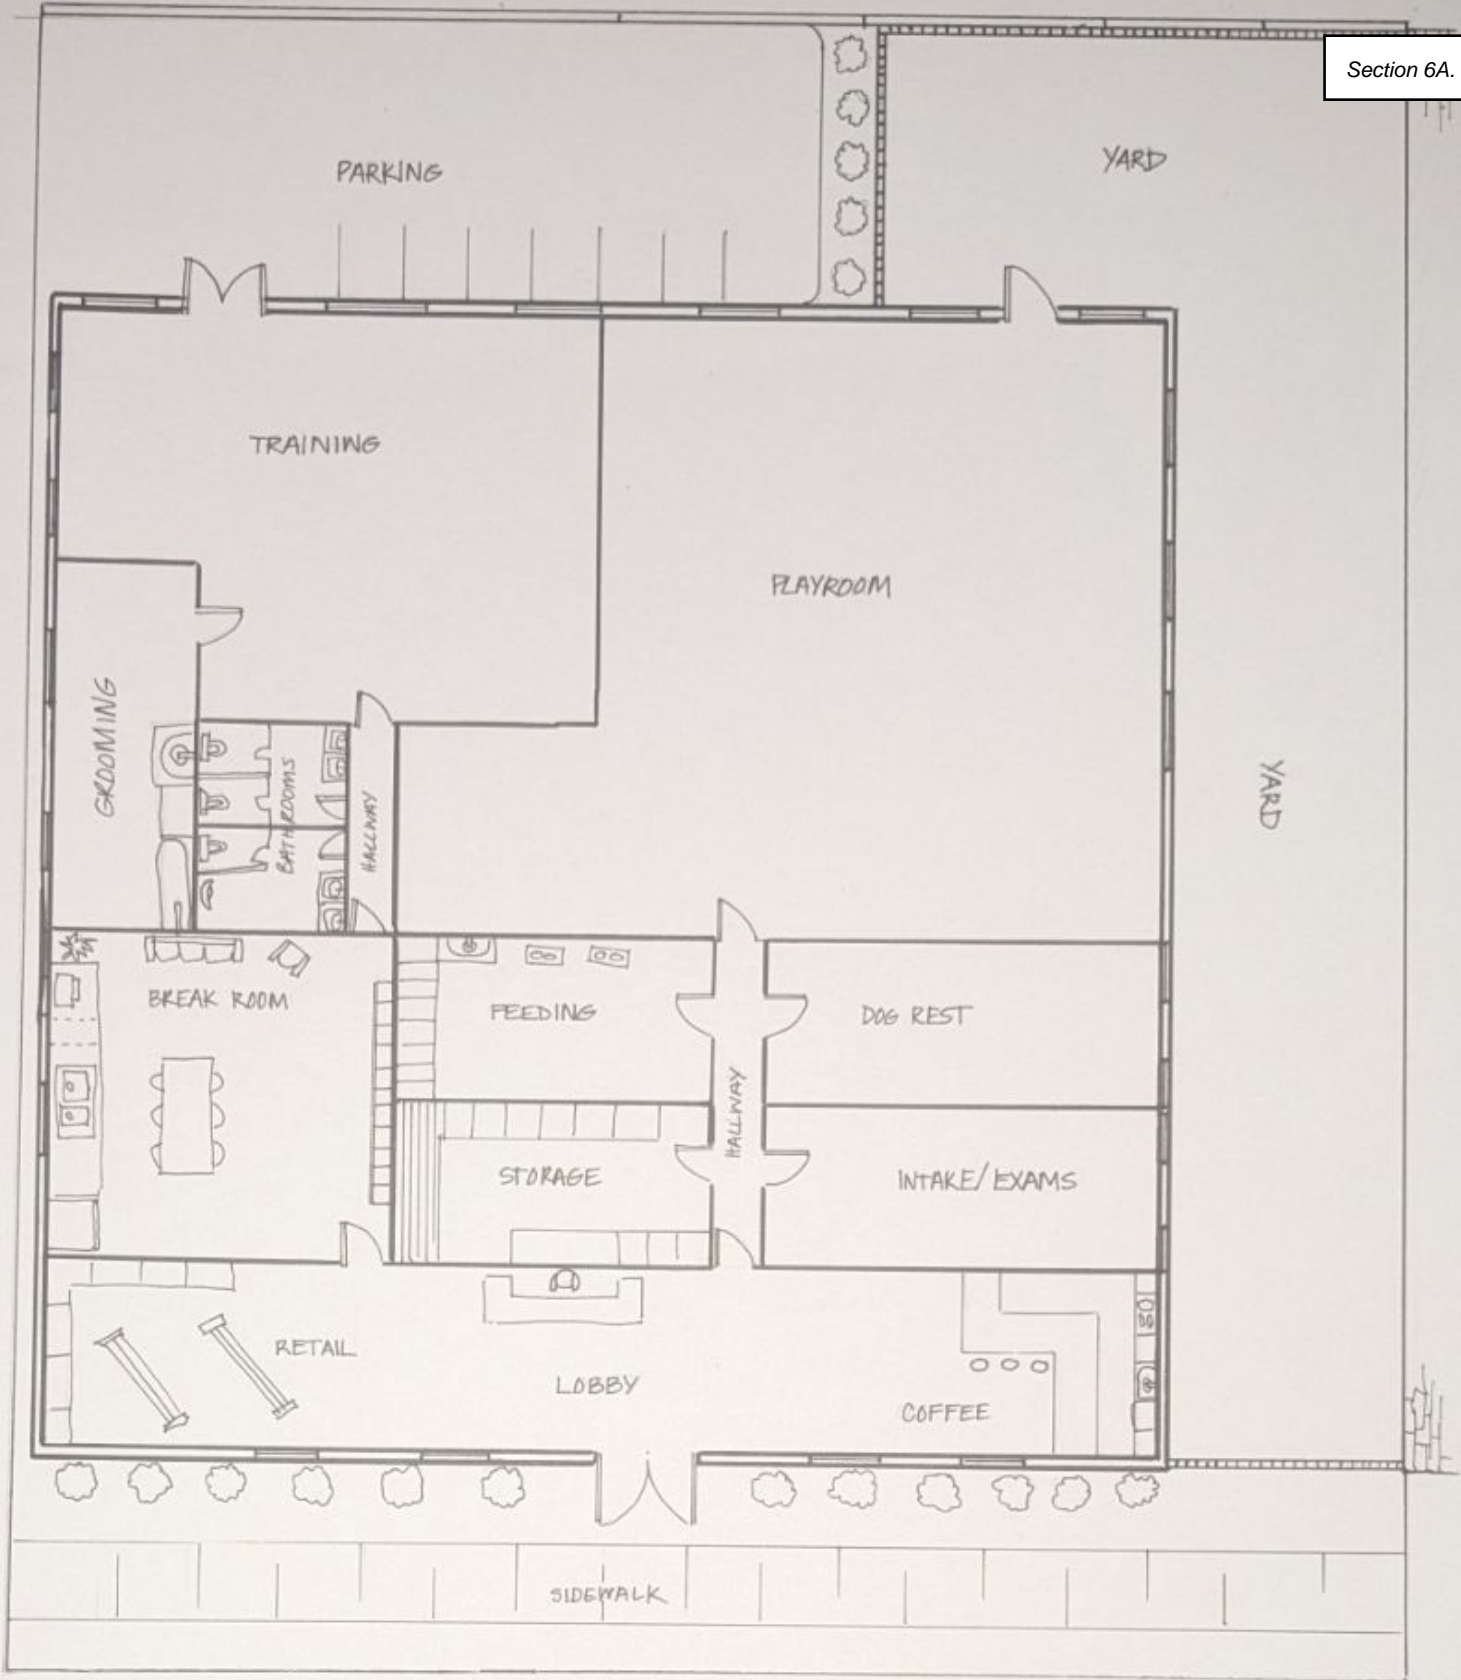 Section 6A.
PARKING
YARD
TRAINING
PLAYROOM
GROOMING
BATHROOMS
HALLWAY
YARD
BREAK ROOM
FEEDING
DOG REST
HALLWAY
STORAGE
INTAKE/EXAMS
RETAIL
LOBBY
COFFEE
SIDEWALK